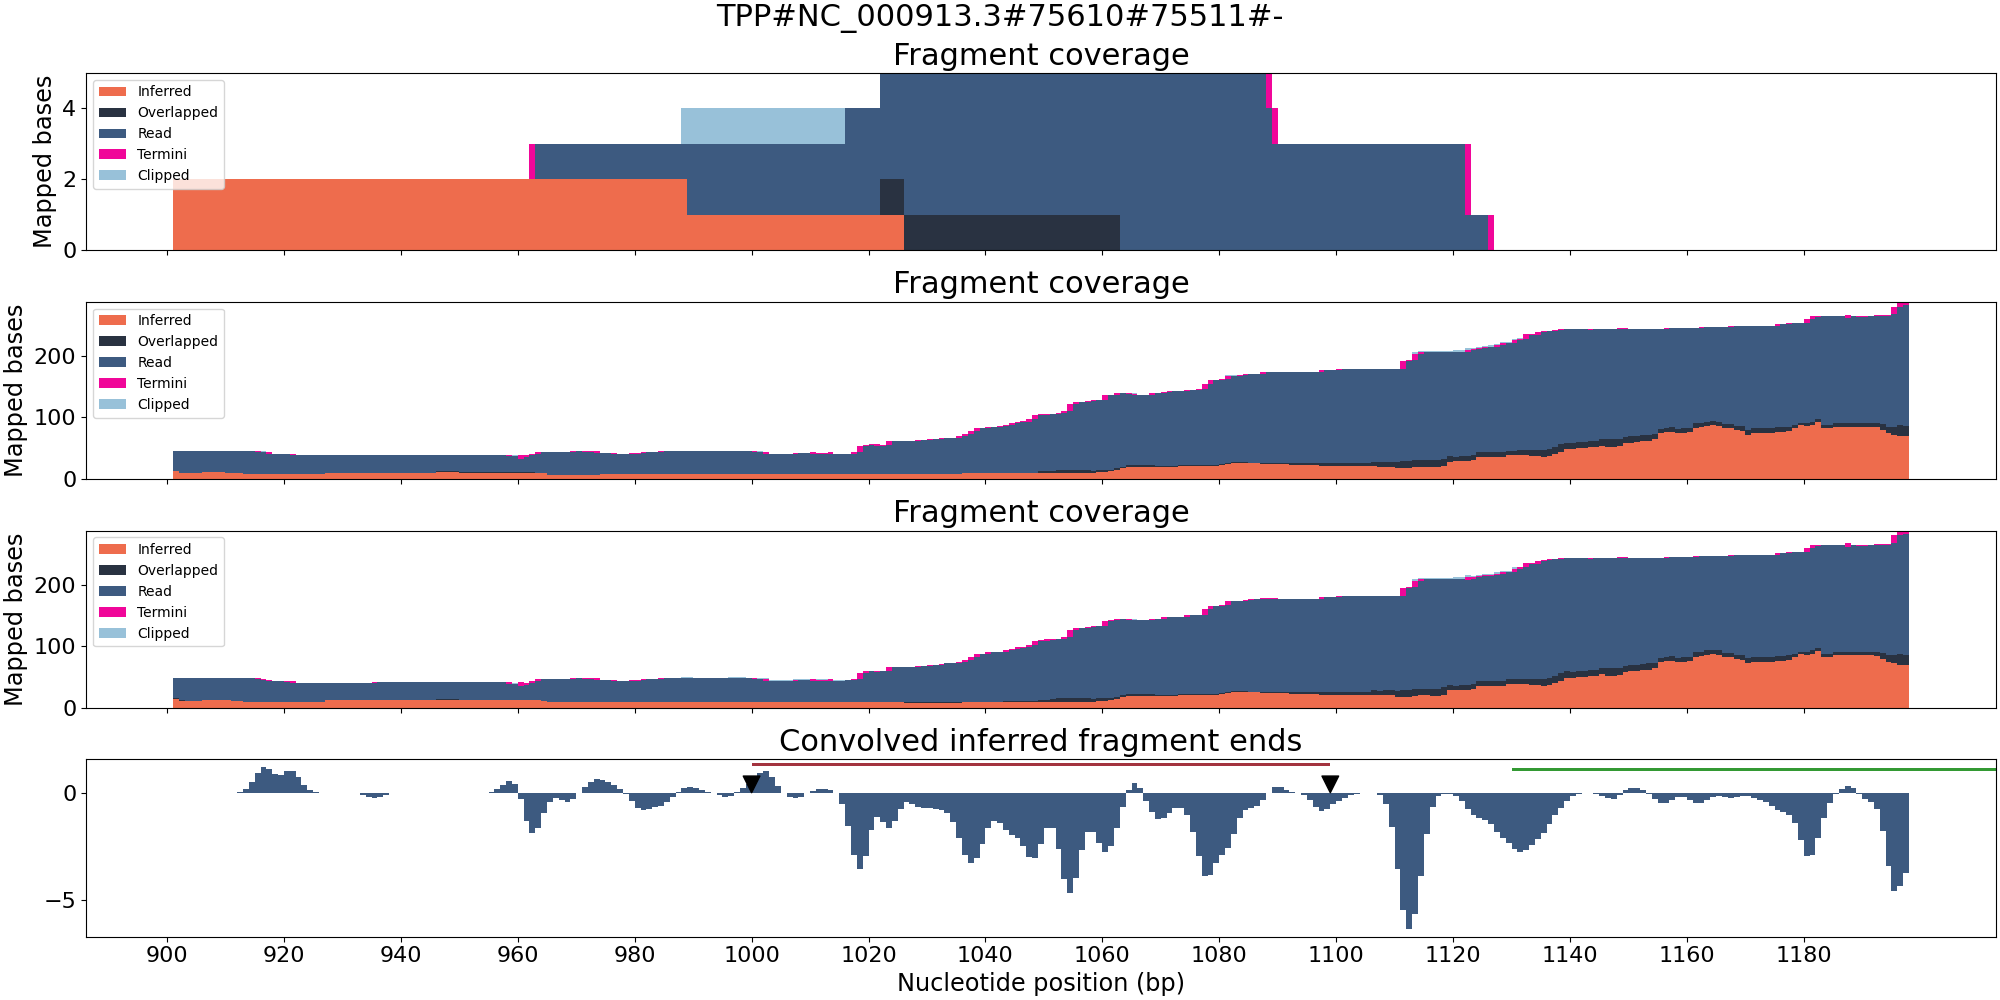 TPP#NC_000913.3#75610#75511#-
Fragment coverage
Mapped bases
4
2
0
Inferred
Overlapped
Read
Termini
Clipped
Fragment coverage
Mapped bases
200
100
0
Inferred
Overlapped
Read
Termini
Clipped
Fragment coverage
Mapped bases
200
100
0
Inferred
Overlapped
Read
Termini
Clipped
Convolved inferred fragment ends
0
−5
900 920 940 960 980 1000 1020 1040 1060 1080 1100 1120 1140 1160 1180
Nucleotide position (bp)